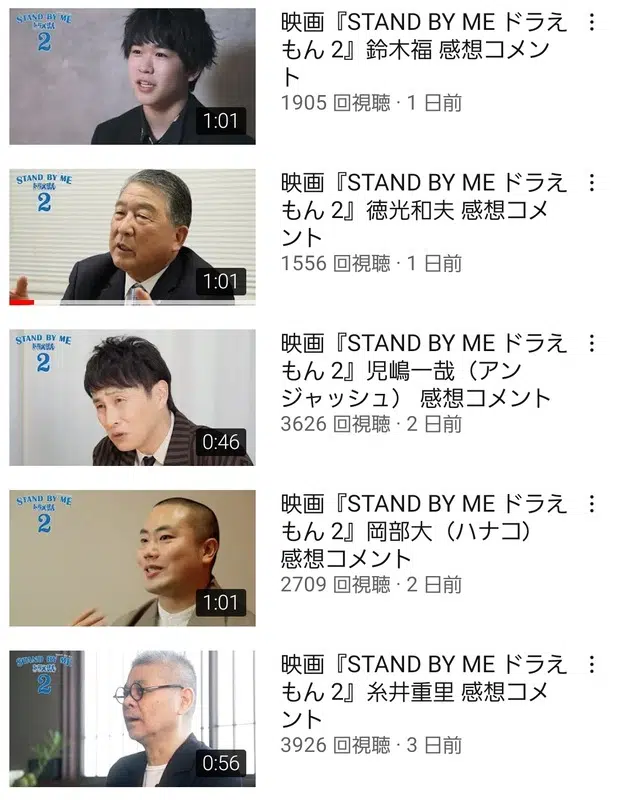 STAND BY ME
ドラえもん
2
1:01
映画『STAND BY ME ドラえ
もん 2』鈴木福 感想コメン
ト
1905 回視聴・1 日前
STAND BY ME
ドラえもん
2
1:01
映画『STAND BY ME ドラえ
もん 2』徳光和夫 感想コメ
ント
1556 回視聴・1 日前
STAND BY ME
ドラえもん
2
0:46
映画『STAND BY ME ドラえ
もん 2』児嶋一哉（アン
ジャッシュ） 感想コメント
3626 回視聴・2 日前
STAND BY ME
ドラえもん
2
1:01
映画『STAND BY ME ドラえ
もん 2』岡部大（ハナコ）
感想コメント
2709 回視聴・2 日前
STAND BY ME
ドラえもん
2
0:56
映画『STAND BY ME ドラえ
もん 2』糸井重里 感想コメ
ント
3926 回視聴・3 日前